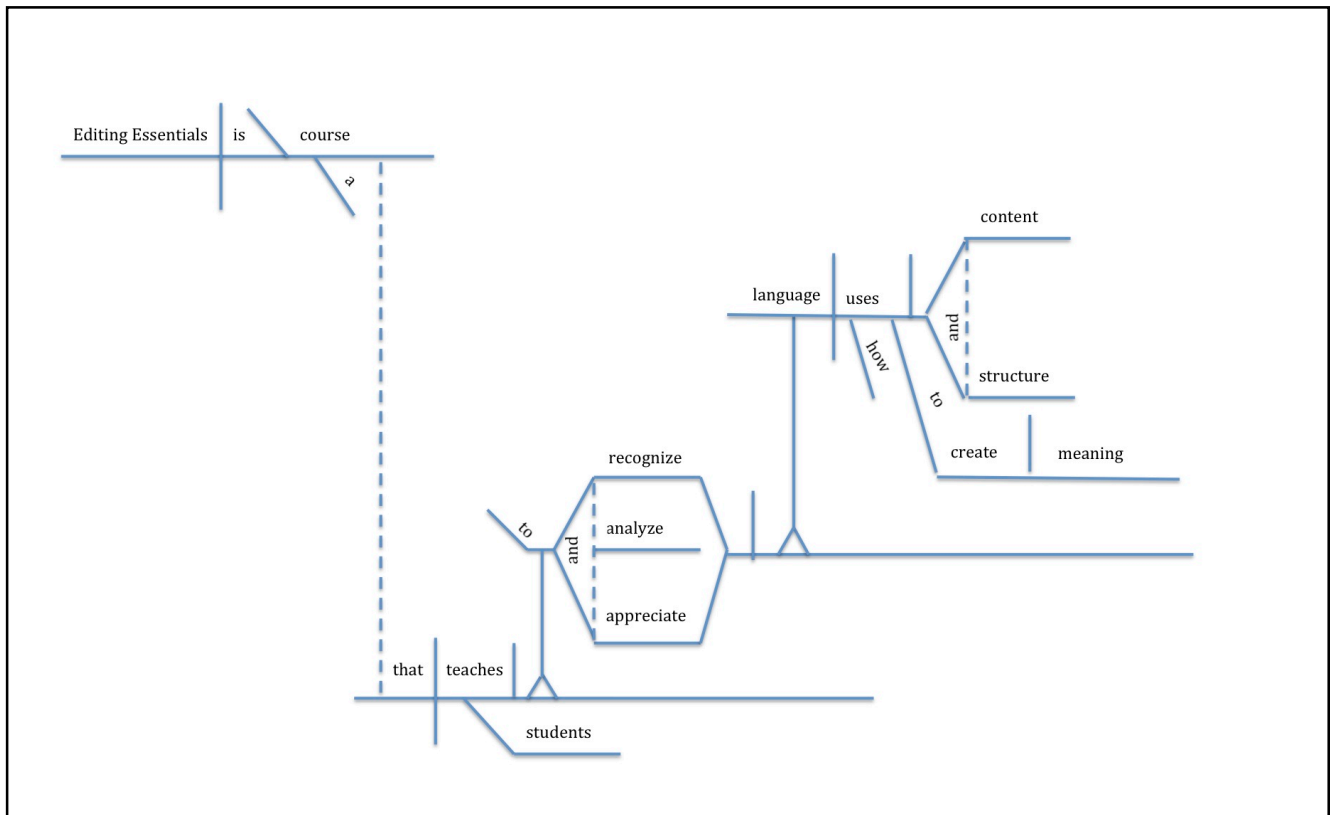 Editing Essentials is course
a
content
language uses
how
and
structure
to
create meaning
recognize
to
analyze
and
appreciate
that teaches
students